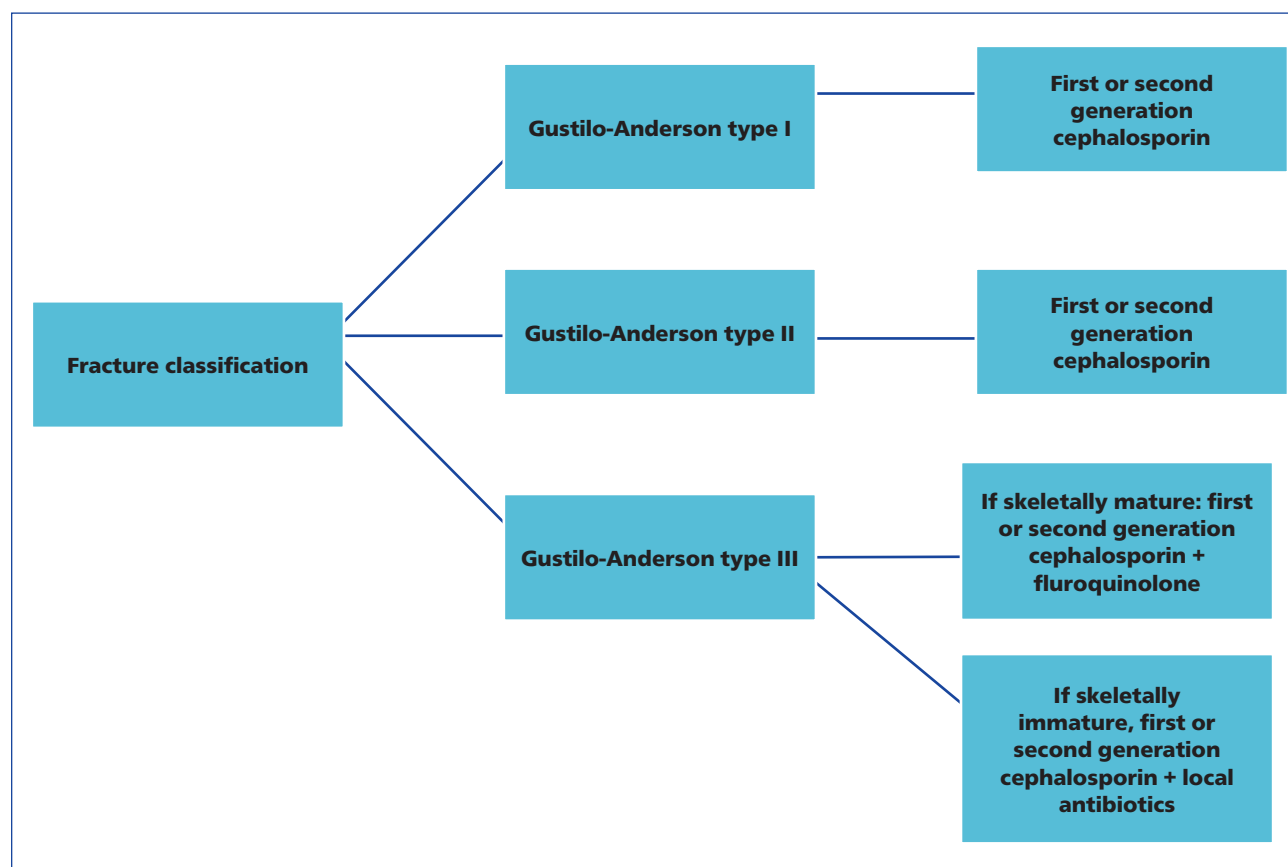 Fracture classification
Gustilo-Anderson type I
First or second
generation
cephalosporin
Gustilo-Anderson type II
First or second
generation
cephalosporin
Gustilo-Anderson type III
If skeletally mature: first
or second generation
cephalosporin +
fluroquinolone
If skeletally
immature, first or
second generation
cephalosporin + local
antibiotics